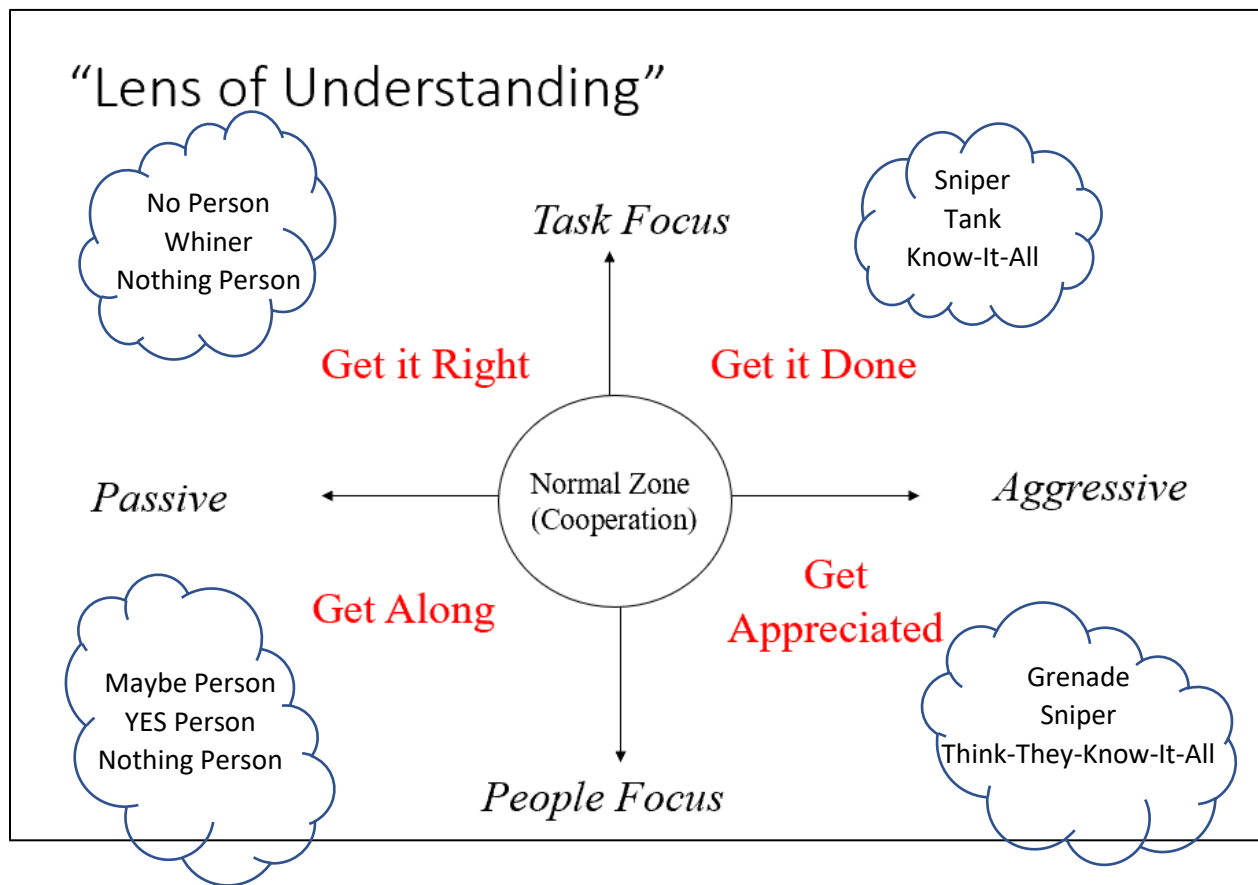 “Lens of Understanding”
No Person
Whiner
Nothing Person
Task Focus
Sniper
Tank
Know-It-All
Get it Right
Get it Done
Passive
Normal Zone
(Cooperation)
Aggressive
Get Along
Get
Appreciated
Maybe Person
YES Person
Nothing Person
People Focus
Grenade
Sniper
Think-They-Know-It-All